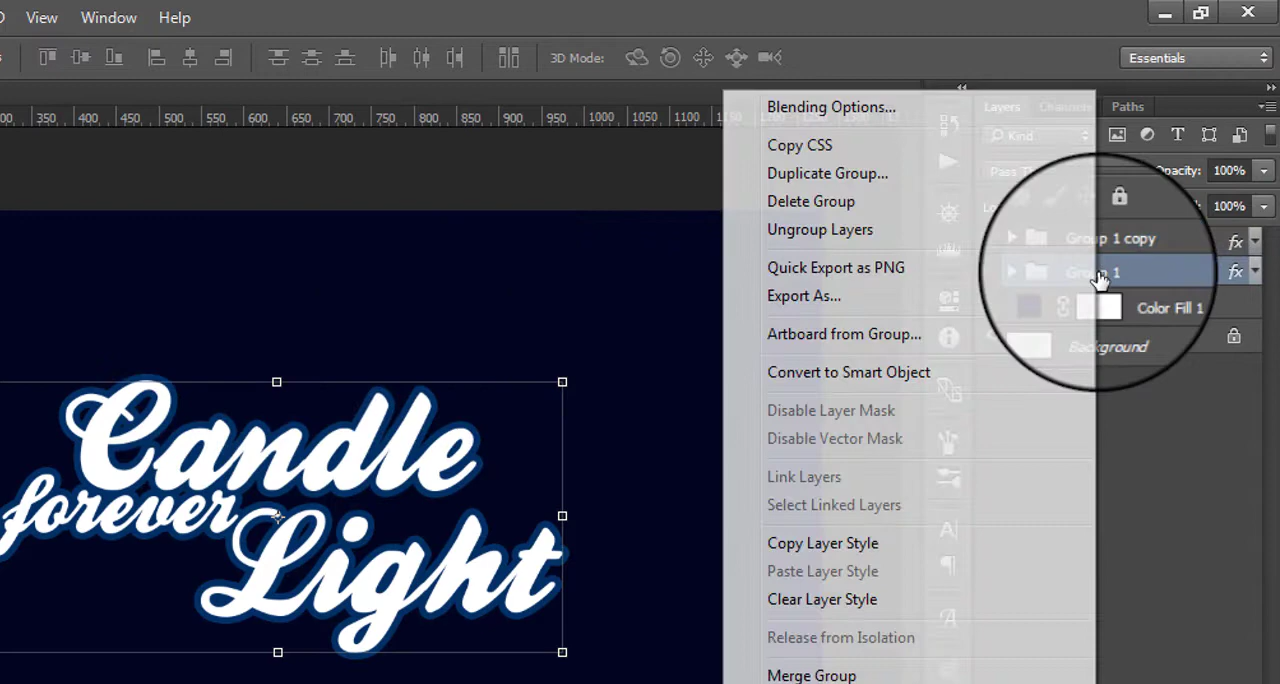 View Window Help
3D Mode: Essentials
350 400 450 500 550 600 650 700 750 800 850 900 950 1000 1050 1100
Layers Channels Paths
Kind
Opacity: 100%
100%
Group 1 copy fx
Group 1 fx
Color Fill 1
Background
Blending Options...
Copy CSS
Duplicate Group...
Delete Group
Ungroup Layers
Quick Export as PNG
Export As...
Artboard from Group...
Convert to Smart Object
Disable Layer Mask
Disable Vector Mask
Link Layers
Select Linked Layers
Copy Layer Style
Paste Layer Style
Clear Layer Style
Release from Isolation
Merge Group
Candle
forever
Light